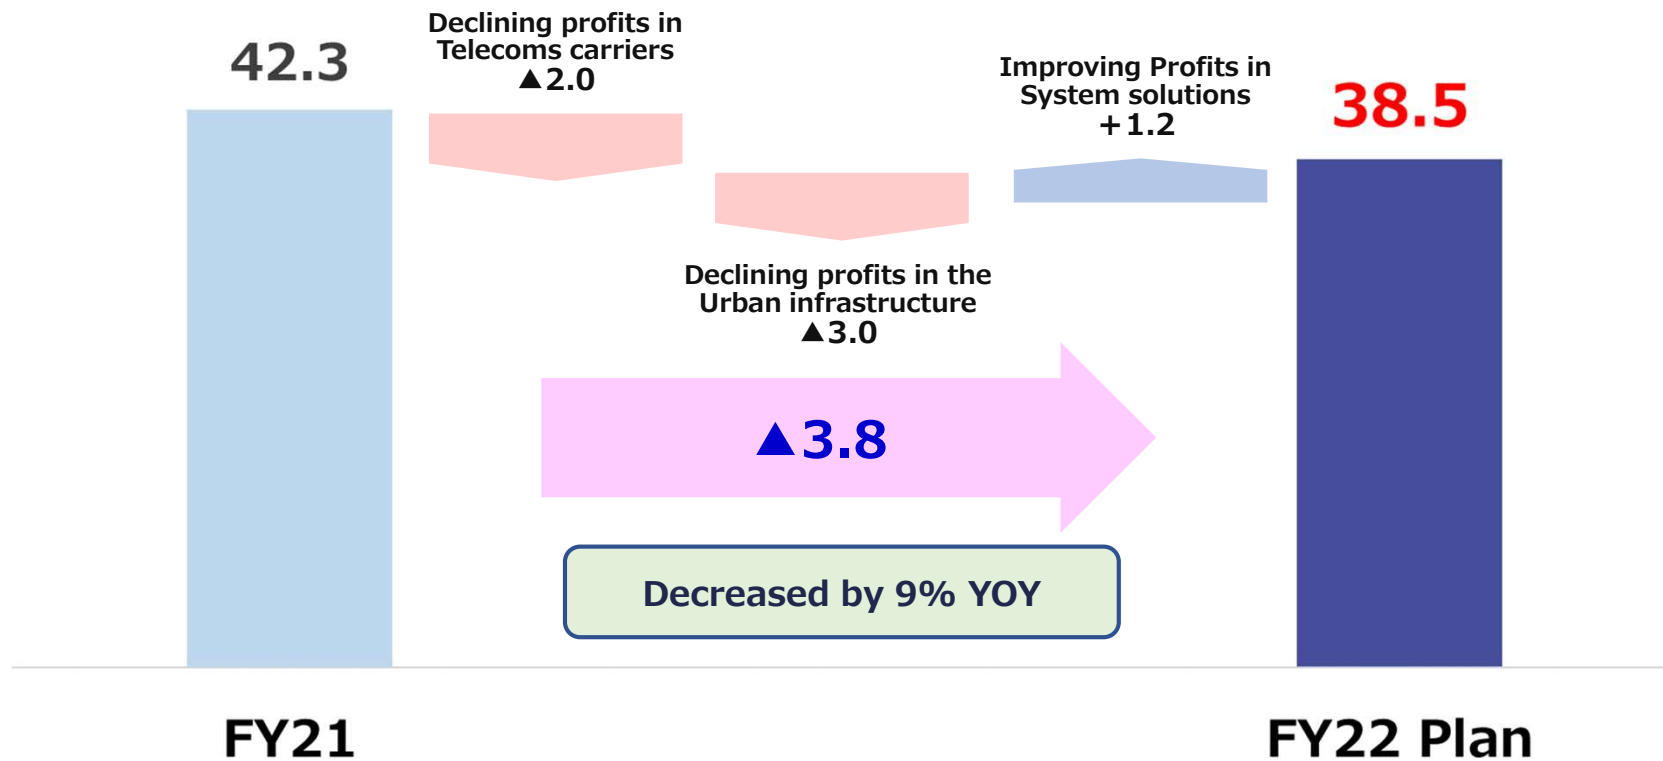 42.3
Declining profits in
Telecoms carriers
▲2.0
Declining profits in the
Urban infrastructure
▲3.0
Improving Profits in
System solutions
+1.2
38.5
▲3.8
Decreased by 9% YOY
FY21
FY22 Plan